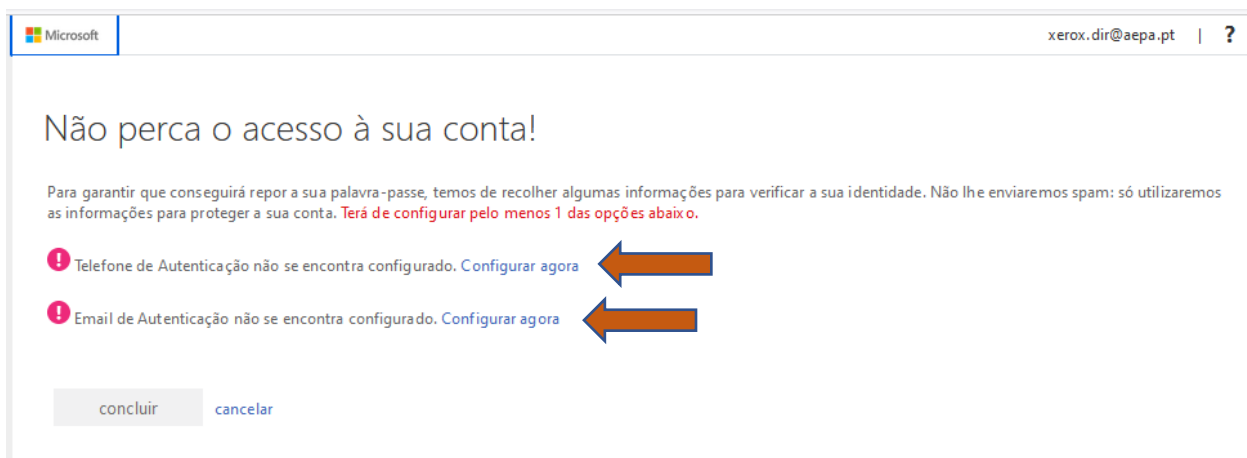 Microsoft
xerox.dir@aepa.pt | ?
Não perca o acesso à sua conta!
Para garantir que conseguirá repor a sua palavra-passe, temos de recolher algumas informações para verificar a sua identidade. Não lhe enviaremos spam: só utilizaremos
as informações para proteger a sua conta. Terá de configurar pelo menos 1 das opções abaixo.
! Telefone de Autenticação não se encontra configurado. Configurar agora
! Email de Autenticação não se encontra configurado. Configurar agora
concluir cancelar